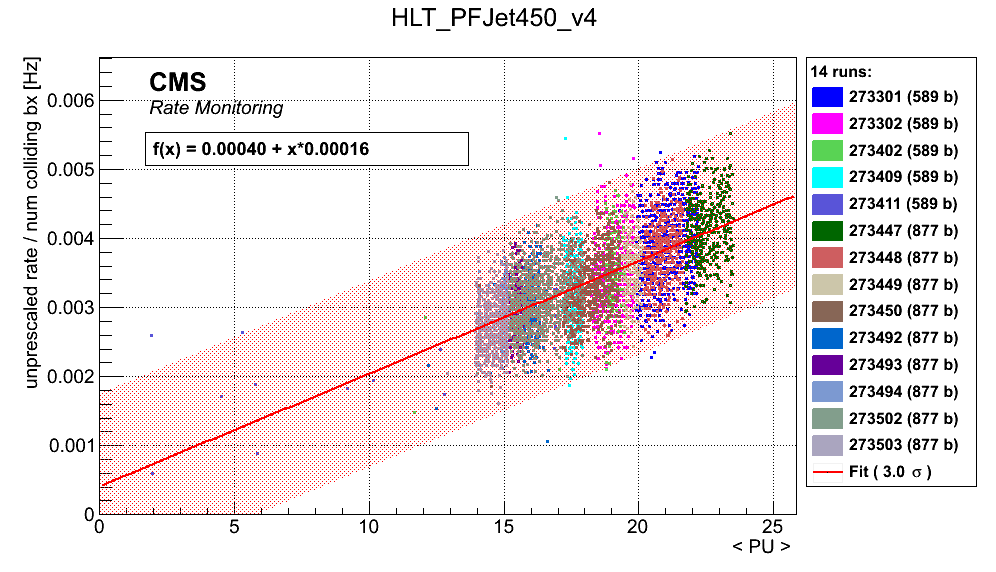 HLT_PFJet450_v4
unprescaled rate / num colliding bx [Hz]
CMS
Rate Monitoring
f(x) = 0.00040 + x*0.00016
0.006
0.005
0.004
0.003
0.002
0.001
0
0 5 10 15 20 25
< PU >
14 runs:
273301 (589 b)
273302 (589 b)
273402 (589 b)
273409 (589 b)
273411 (589 b)
273447 (877 b)
273448 (877 b)
273449 (877 b)
273450 (877 b)
273492 (877 b)
273493 (877 b)
273494 (877 b)
273502 (877 b)
273503 (877 b)
Fit ( 3.0 σ )